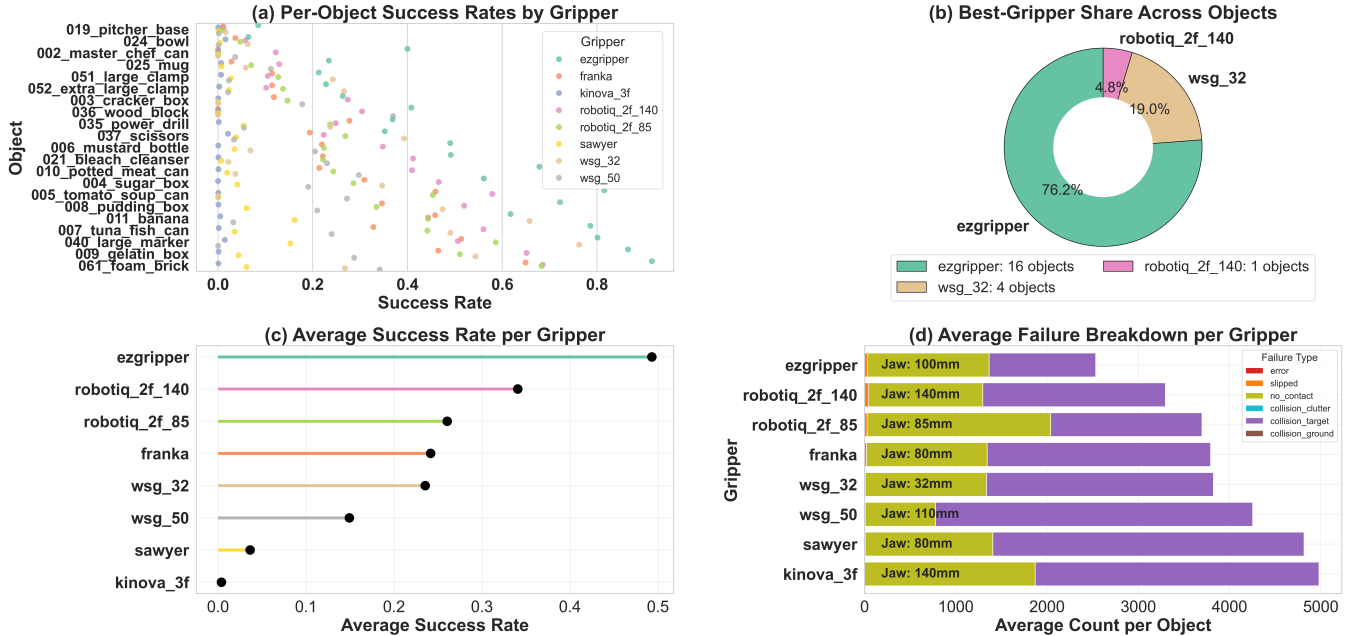 (a) Per-Object Success Rates by Gripper
Object
019_pitcher_base
024_bowl
002_master_chef_can
025_mug
051_large_clamp
052_extra_large_clamp
003_cracker_box
036_wood_block
035_power_drill
037_scissors
006_mustard_bottle
021_bleach_cleanser
010_potted_meat_can
004_sugar_box
005_tomato_soup_can
008_pudding_box
011_banana
007_tuna_fish_can
040_large_marker
009_gelatin_box
061_foam_brick
Gripper
ezgripper
franka
kinova_3f
robotiq_2f_140
robotiq_2f_85
sawyer
wsg_32
wsg_50
0.0 0.2 0.4 0.6 0.8
Success Rate
(b) Best-Gripper Share Across Objects
robotiq_2f_140
wsg_32
ezgripper
4.8%
19.0%
76.2%
ezgripper: 16 objects
wsg_32: 4 objects
robotiq_2f_140: 1 objects
(c) Average Success Rate per Gripper
ezgripper
robotiq_2f_140
robotiq_2f_85
franka
wsg_32
wsg_50
sawyer
kinova_3f
0.0 0.1 0.2 0.3 0.4 0.5
Average Success Rate
(d) Average Failure Breakdown per Gripper
Gripper
ezgripper Jaw: 100mm
robotiq_2f_140 Jaw: 140mm
robotiq_2f_85 Jaw: 85mm
franka Jaw: 80mm
wsg_32 Jaw: 32mm
wsg_50 Jaw: 110mm
sawyer Jaw: 80mm
kinova_3f Jaw: 140mm
Failure Type
error
slipped
no_contact
collision_clutter
collision_target
collision_ground
0 1000 2000 3000 4000 5000
Average Count per Object